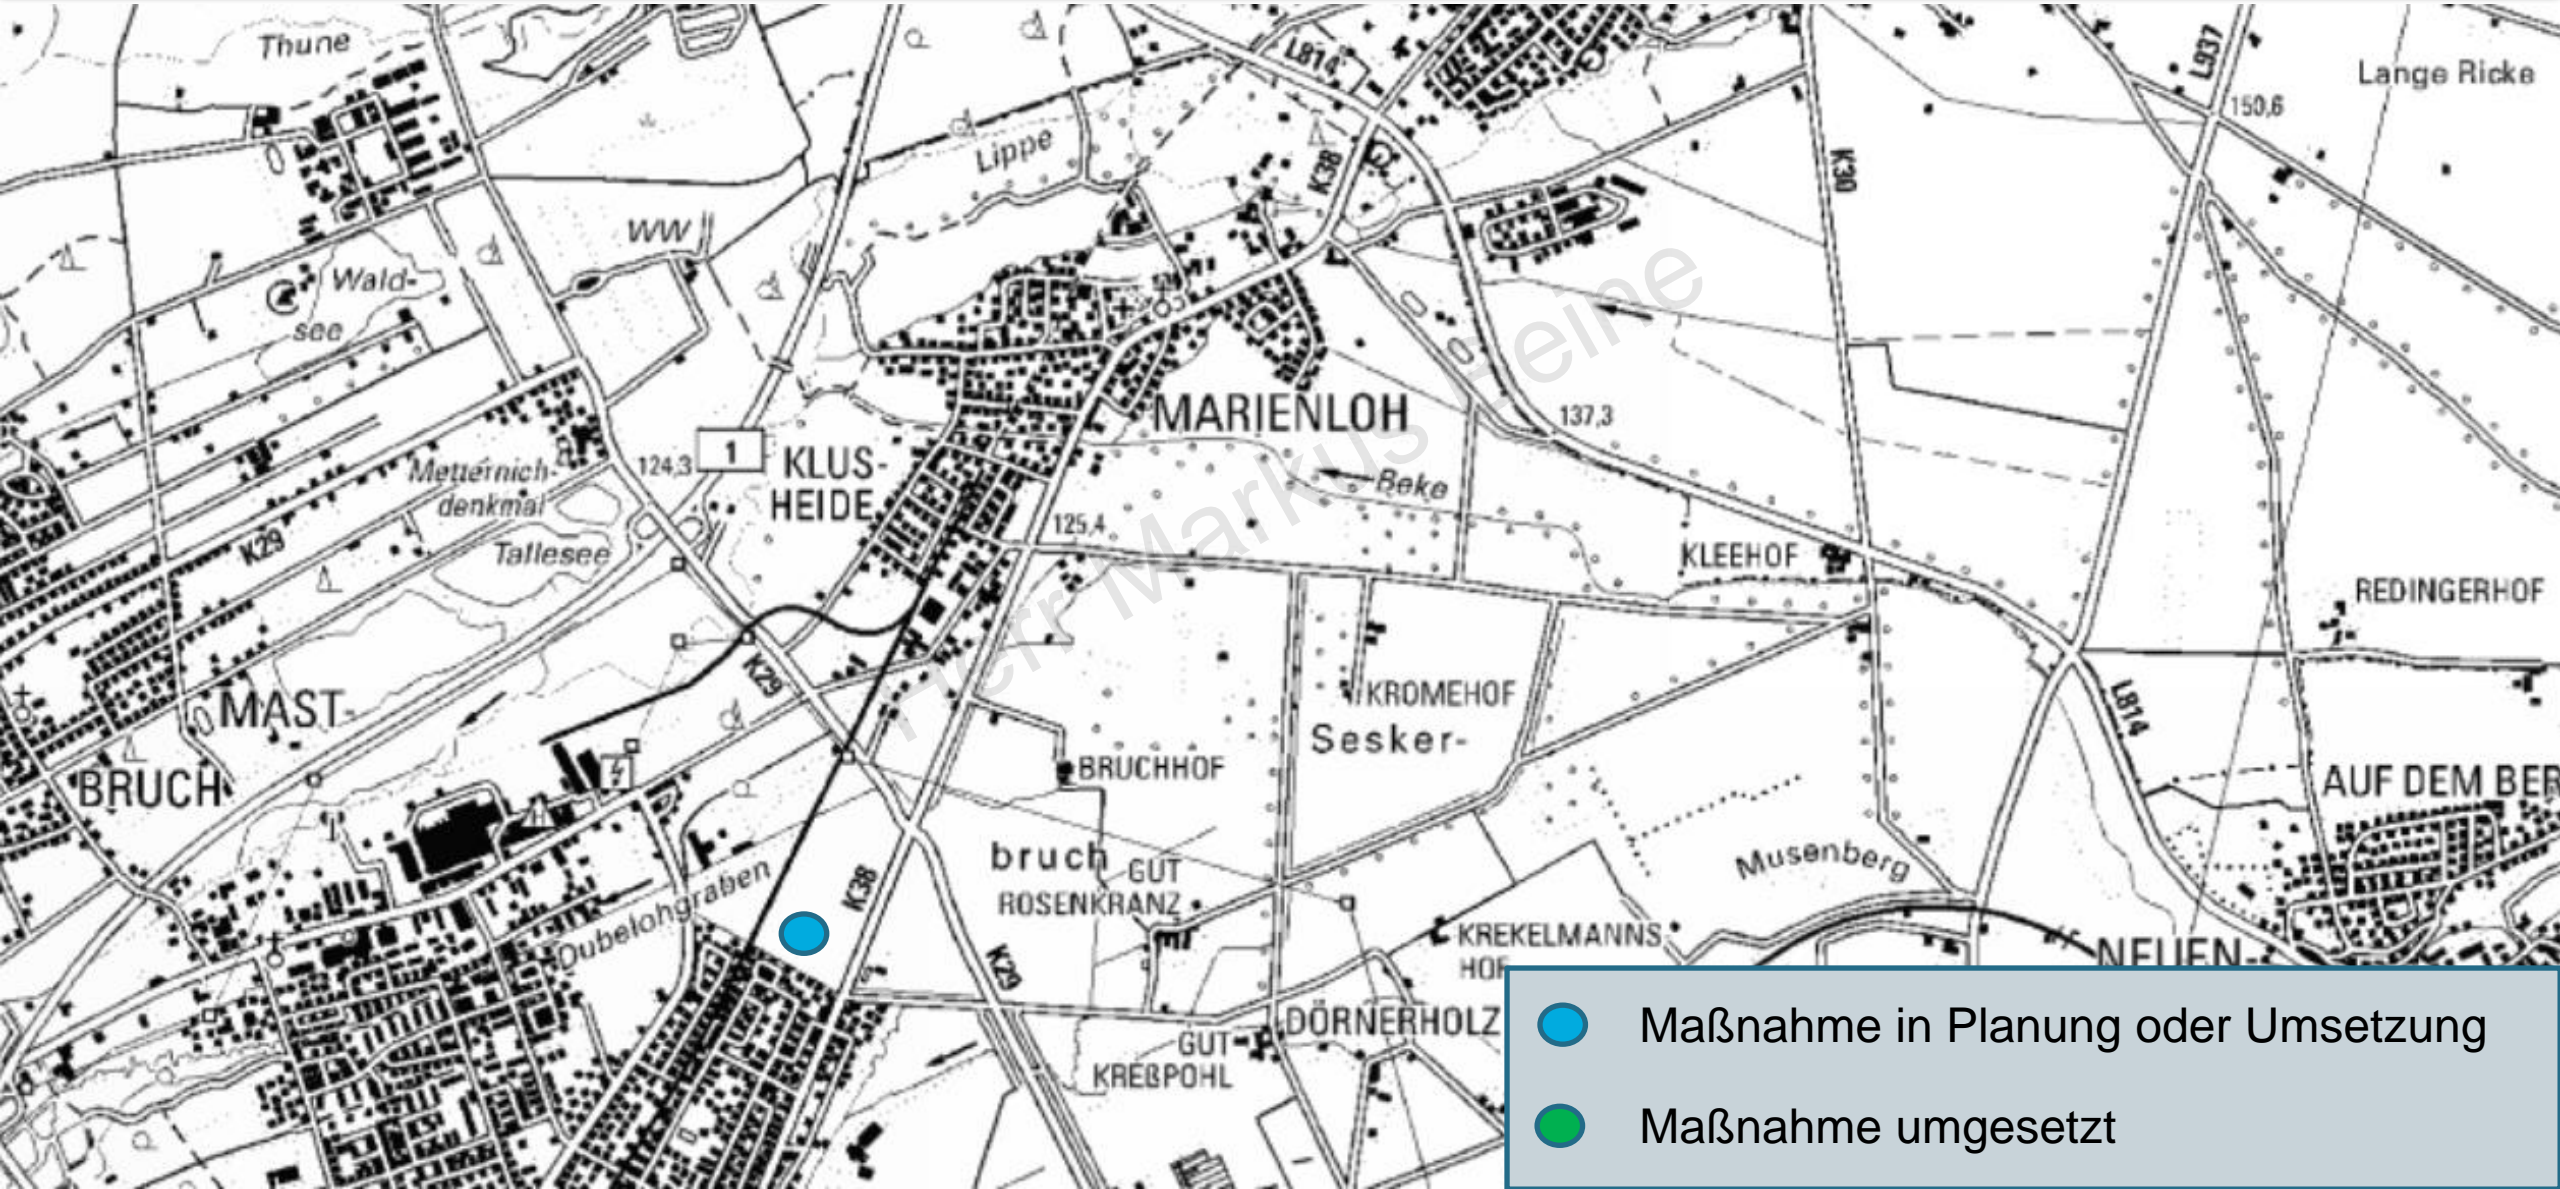 Thune
L814
L937
Lange Ricke
150,6
Lippe
K38
K30
WW
Wald-
see
MARIENLOH
137,3
1
KLUS-
HEIDE
124,3
Metternich-
denkmal
Beke
K29
Tallesee
125,4
KLEEHOF
REDINGERHOF
K29
MAST-
BRUCH
KROMEHOF
Sesker-
bruch
L814
BRUCHHOF
AUF DEM BER
GUT
ROSENKRANZ
Musenberg
K38
Dubelohgraben
KREKELMANNS
HOF
NEUEN-
K29
DÖRNERHOLZ
GUT
KREßPOHL
Herr Markus Heine
Maßnahme in Planung oder Umsetzung
Maßnahme umgesetzt